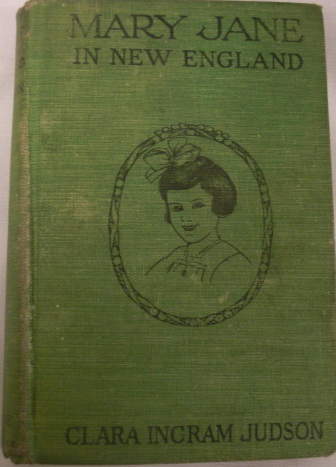 MARY JANE
IN NEW ENGLAND
CLARA INGRAM JUDSON